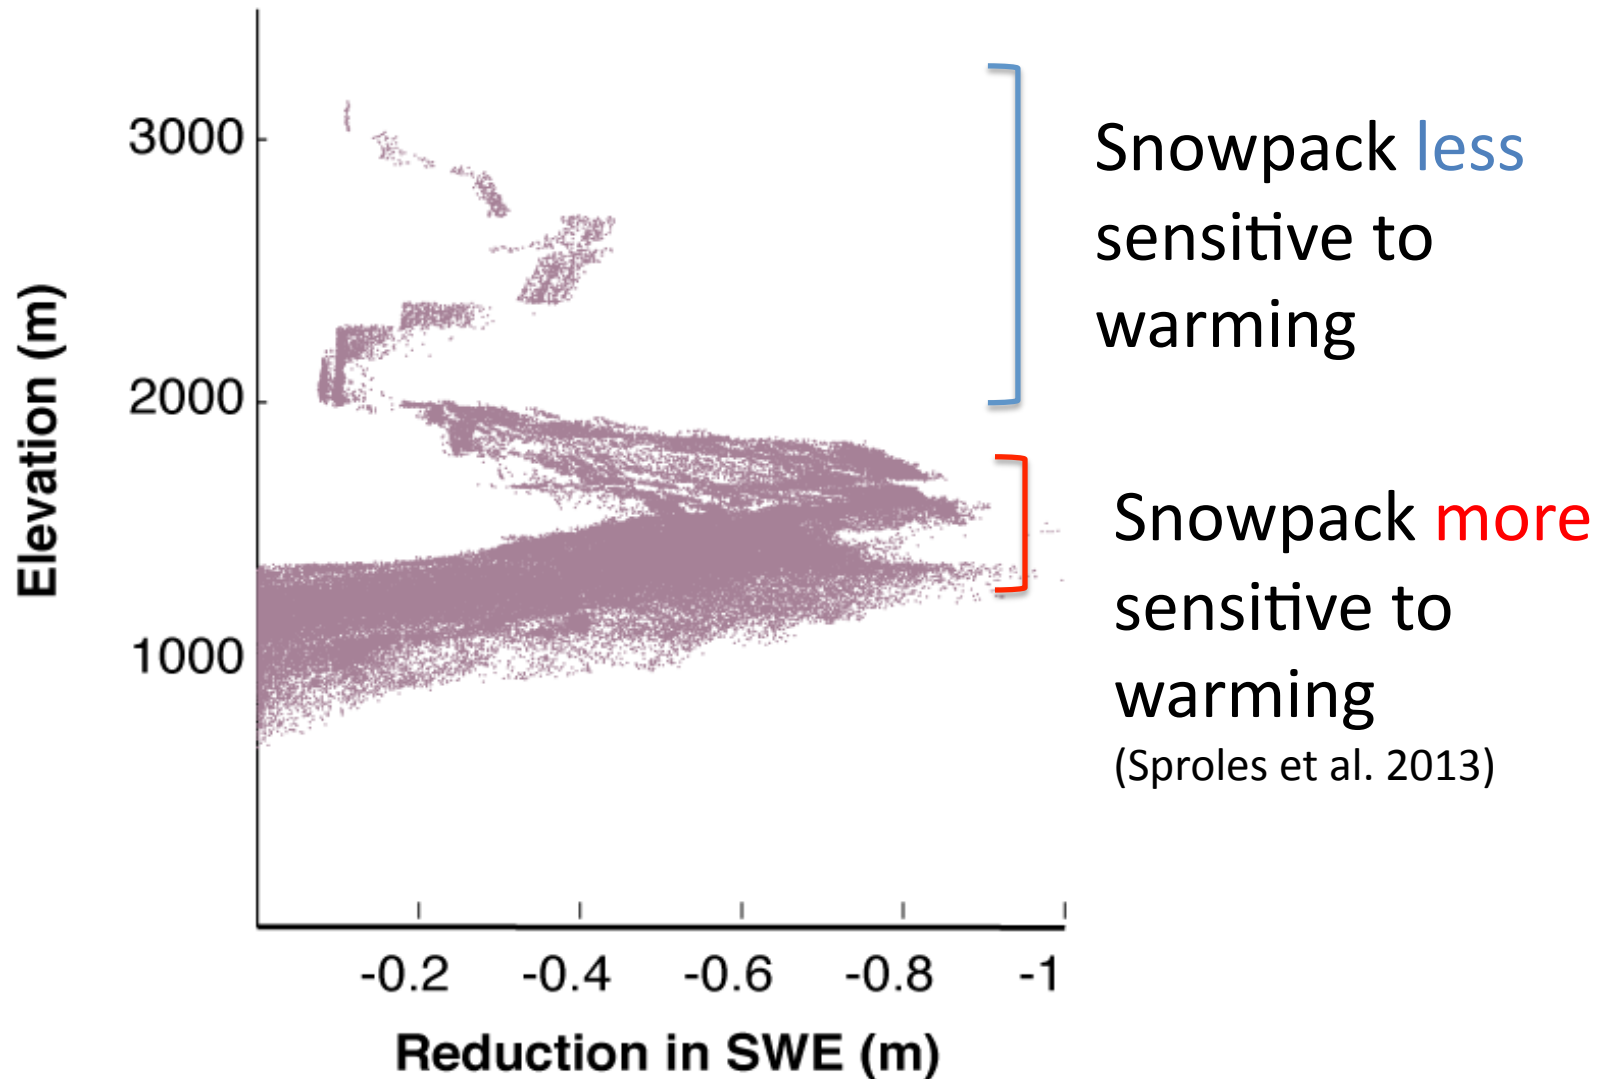 3000
2000
1000
Elevation (m)
-0.2 -0.4 -0.6 -0.8 -1
Reduction in SWE (m)
Snowpack less
sensitive to
warming
Snowpack more
sensitive to
warming
(Sproles et al. 2013)